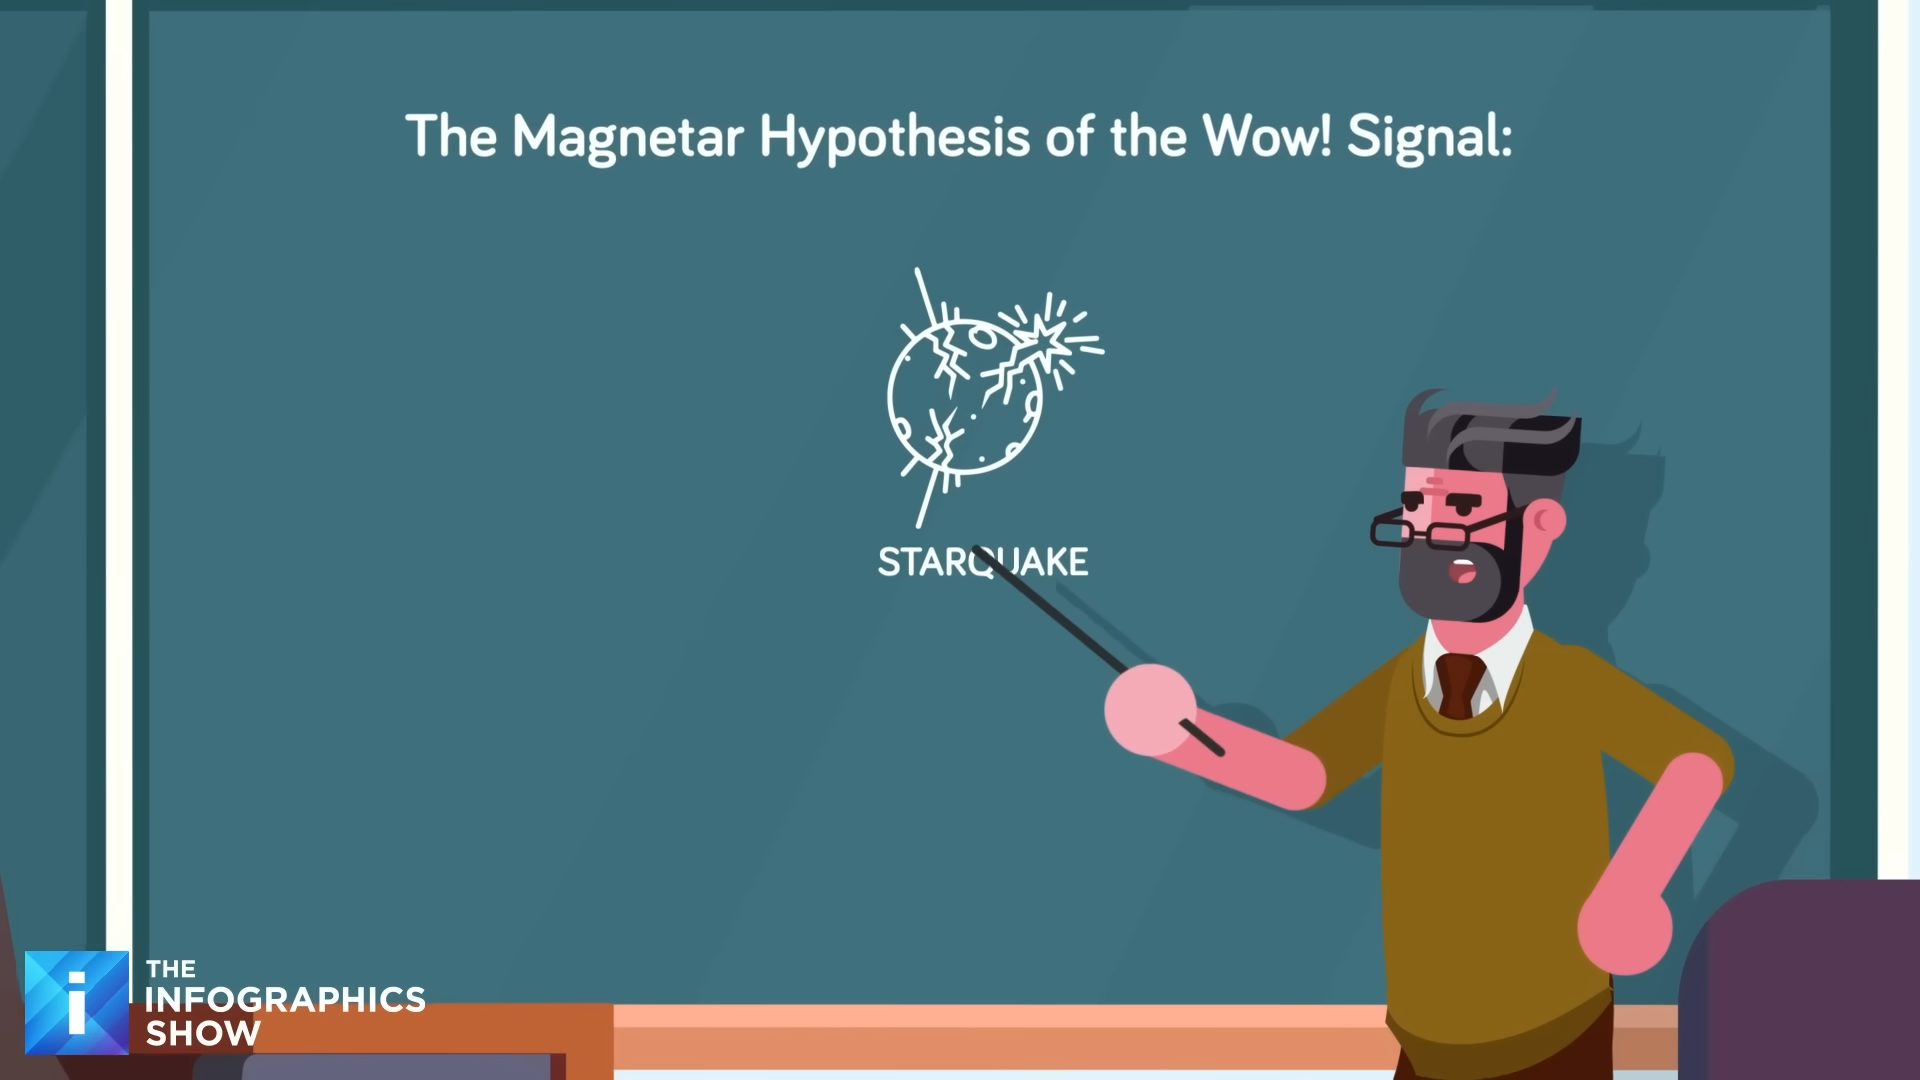 The Magnetar Hypothesis of the Wow! Signal:
STARQUAKE
i
THE
INFOGRAPHICS
SHOW